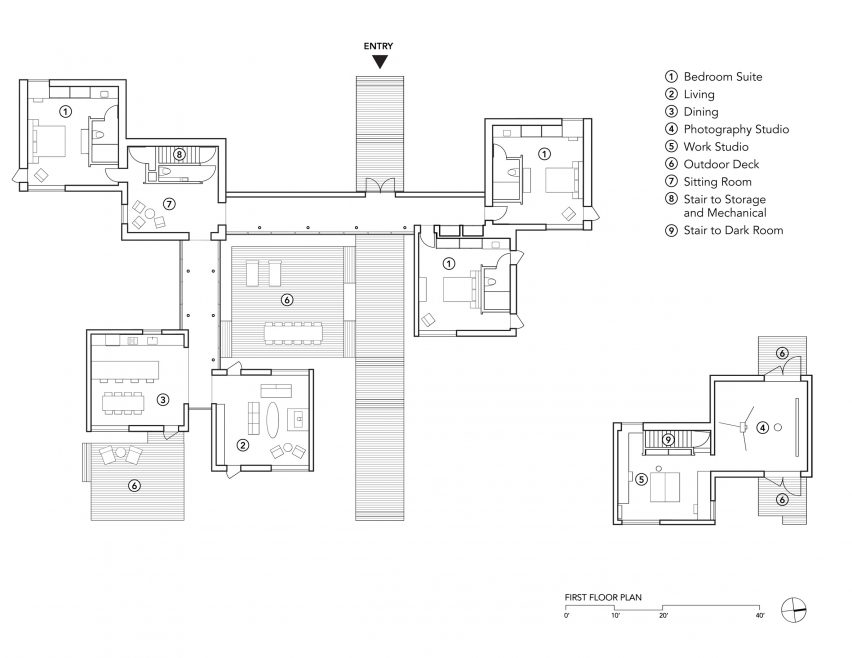 ENTRY
1 Bedroom Suite
2 Living
3 Dining
4 Photography Studio
5 Work Studio
6 Outdoor Deck
7 Sitting Room
8 Stair to Storage
and Mechanical
9 Stair to Dark Room
1
8
1
7
1
6
6
3
4
2
9
5
6
6
FIRST FLOOR PLAN
0' 10' 20' 40'